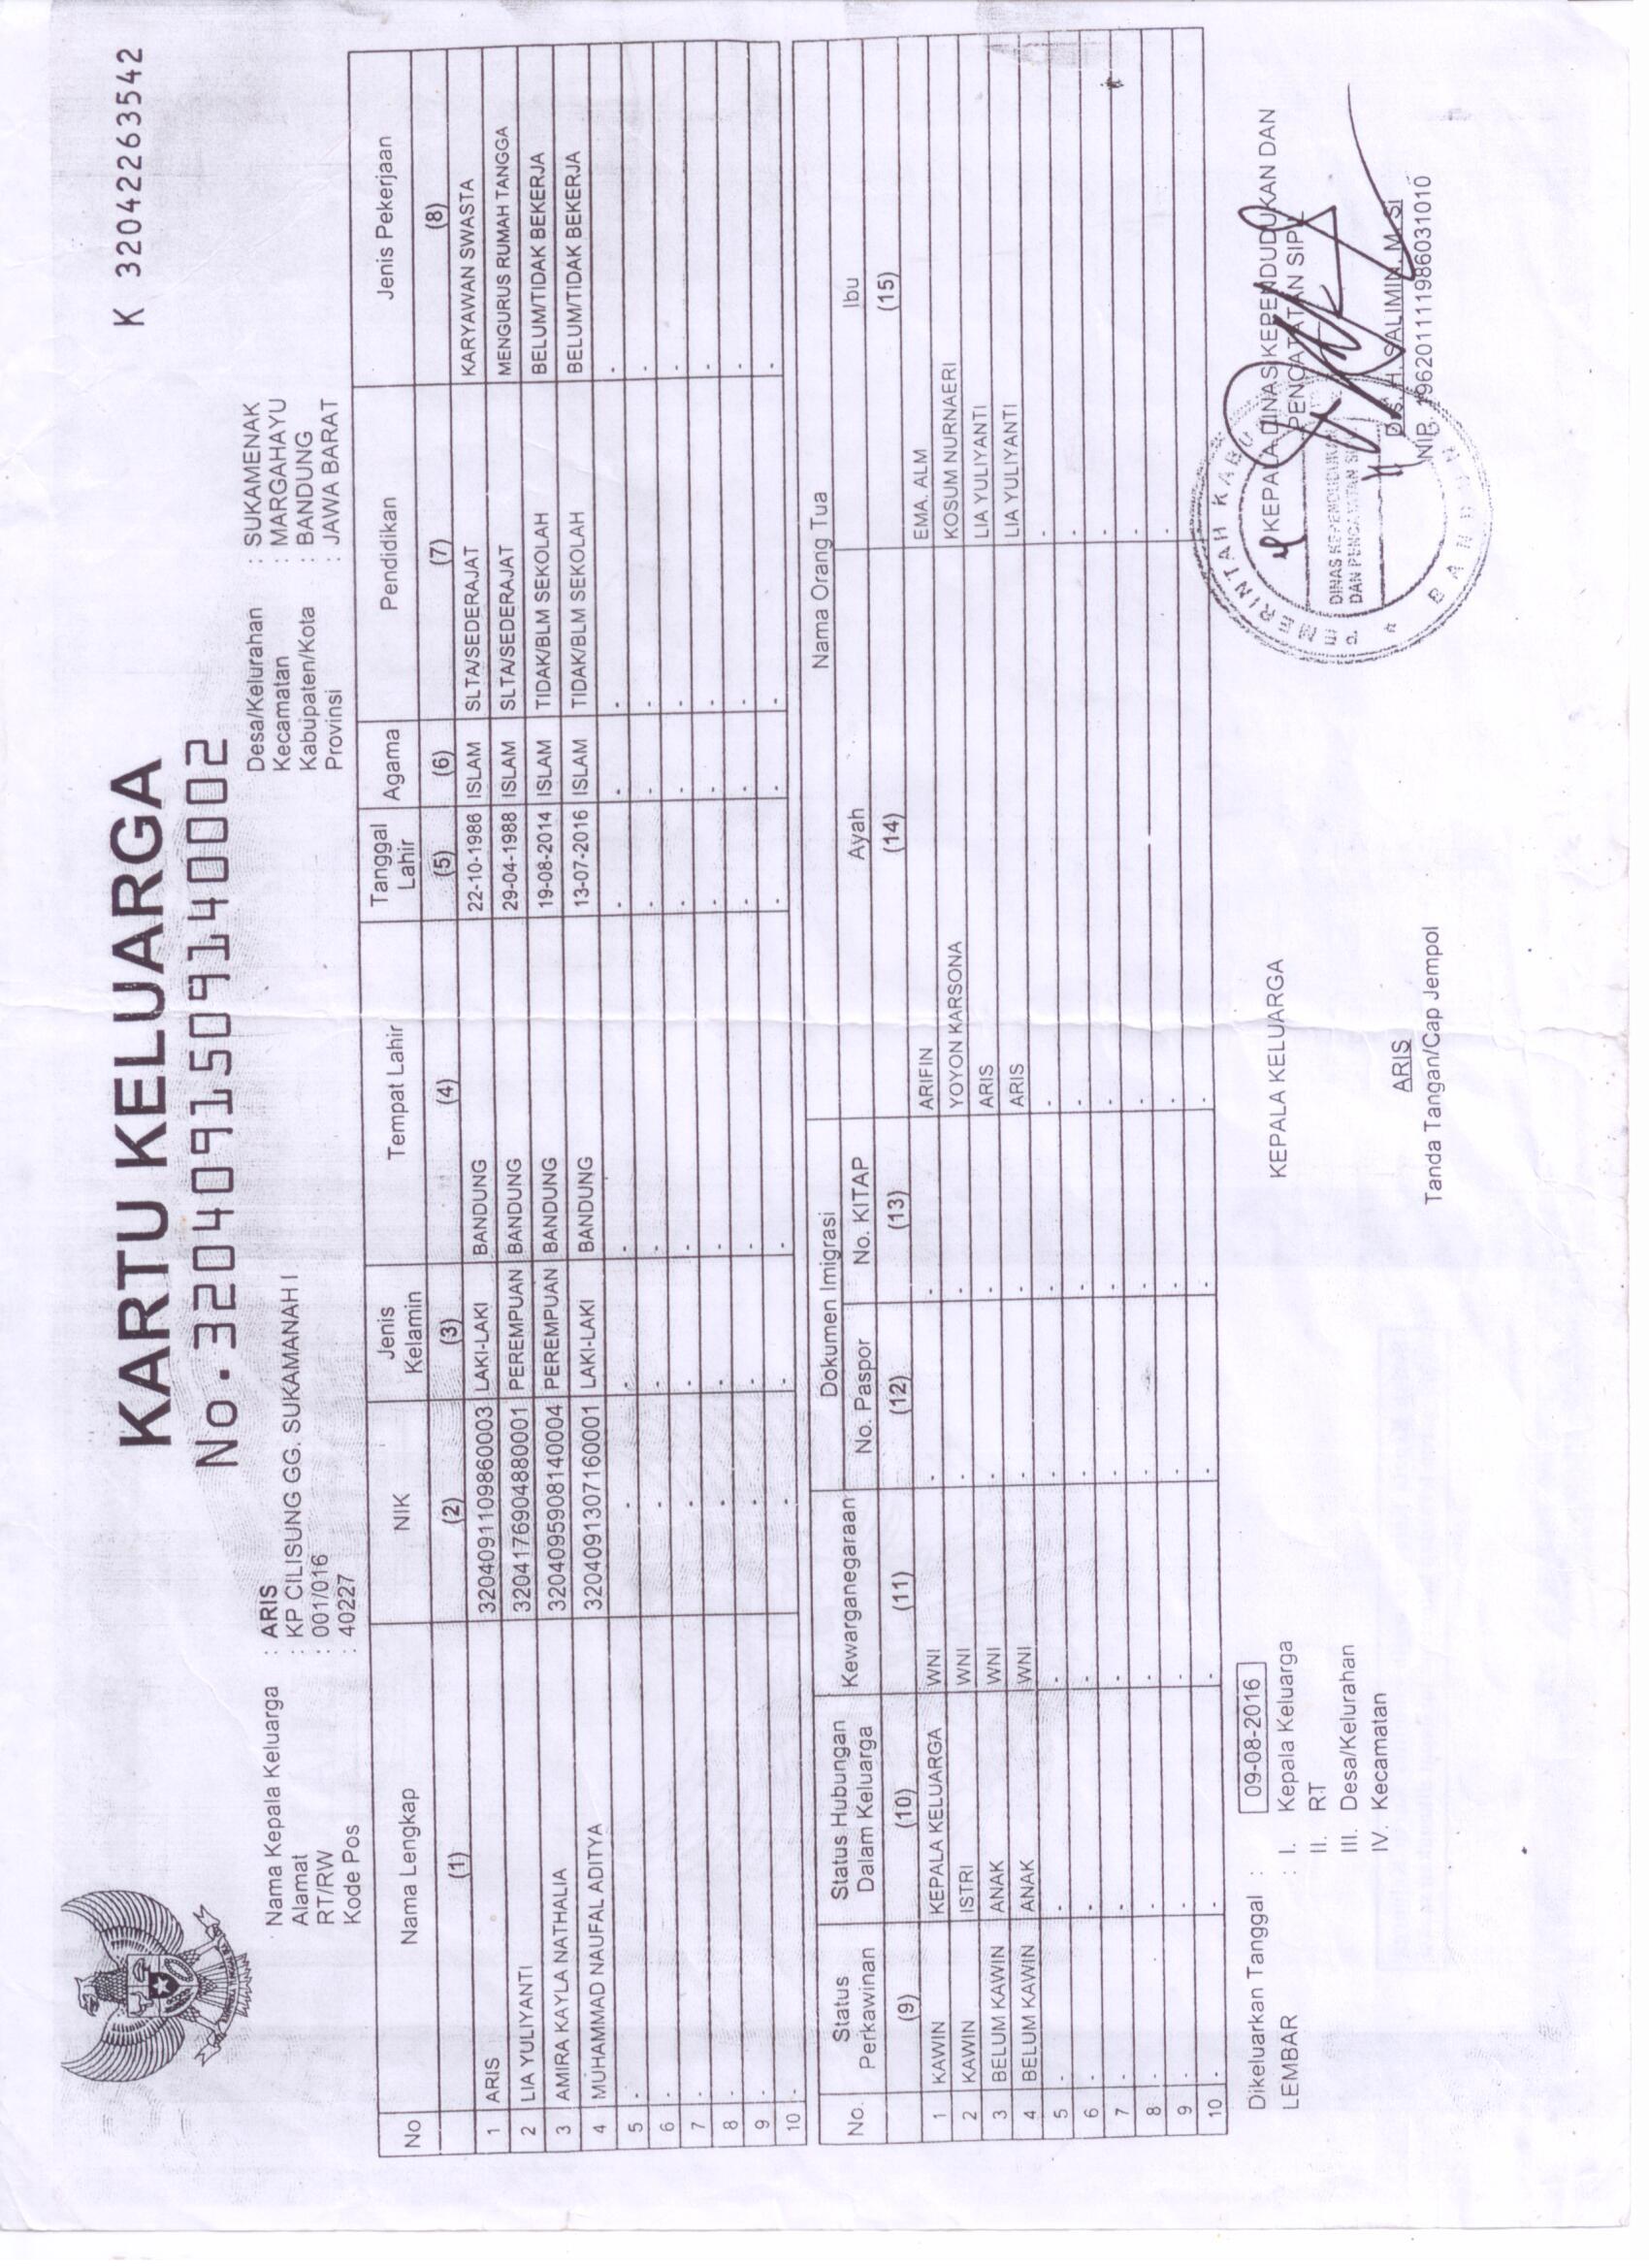 KARTU KELUARGA
K 32042263542
No.3204091509140002
Nama Kepala Keluarga : ARIS
Alamat : KP CILISUNG GG. SUKAMANAH I
RT/RW : 001/016
Kode Pos : 40227
Desa/Kelurahan : SUKAMENAK
Kecamatan : MARGAHAYU
Kabupaten/Kota : BANDUNG
Provinsi : JAWA BARAT
No Nama Lengkap NIK Jenis Kelamin Tempat Lahir Tanggal Lahir Agama Pendidikan Jenis Pekerjaan
(1) (2) (3) (4) (5) (6) (7) (8)
1 ARIS 3204091109860003 LAKI-LAKI BANDUNG 22-10-1986 ISLAM SLTA/SEDERAJAT KARYAWAN SWASTA
2 LIA YULIYANTI 3204176904880001 PEREMPUAN BANDUNG 29-04-1988 ISLAM SLTA/SEDERAJAT MENGURUS RUMAH TANGGA
3 AMIRA KAYLA NATHALIA 3204095908140004 PEREMPUAN BANDUNG 19-08-2014 ISLAM TIDAK/BLM SEKOLAH BELUM/TIDAK BEKERJA
4 MUHAMMAD NAUFAL ADITYA 3204091307160001 LAKI-LAKI BANDUNG 13-07-2016 ISLAM TIDAK/BLM SEKOLAH BELUM/TIDAK BEKERJA
5 - - - - - - - -
6 - - - - - - - -
7 - - - - - - - -
8 - - - - - - - -
9 - - - - - - - -
10 - - - - - - - -
No. Status Perkawinan Status Hubungan Dalam Keluarga Kewarganegaraan Dokumen Imigrasi Nama Orang Tua
No. Paspor No. KITAP Ayah Ibu
(9) (10) (11) (12) (13) (14) (15)
1 KAWIN KEPALA KELUARGA WNI - - ARIFIN EMA. ALM
2 KAWIN ISTRI WNI - - YOYON KARSONA KOSUM NURNAERI
3 BELUM KAWIN ANAK WNI - - ARIS LIA YULIYANTI
4 BELUM KAWIN ANAK WNI - - ARIS LIA YULIYANTI
5 - - - - - - -
6 - - - - - - -
7 - - - - - - -
8 - - - - - - -
9 - - - - - - -
10 - - - - - - -
Dikeluarkan Tanggal : 09-08-2016
LEMBAR : I. Kepala Keluarga
II. RT
III. Desa/Kelurahan
IV. Kecamatan
KEPALA KELUARGA
ARIS
Tanda Tangan/Cap Jempol
KEPALA DINAS KEPENDUDUKAN DAN
PENCATATAN SIPIL
Drs. H. SALIMIN, M. Si
NIP. 196201111986031010
PEMERINTAH
DINAS KEPENDUDUKAN
DAN PENCATATAN SIPIL
BANDUNG